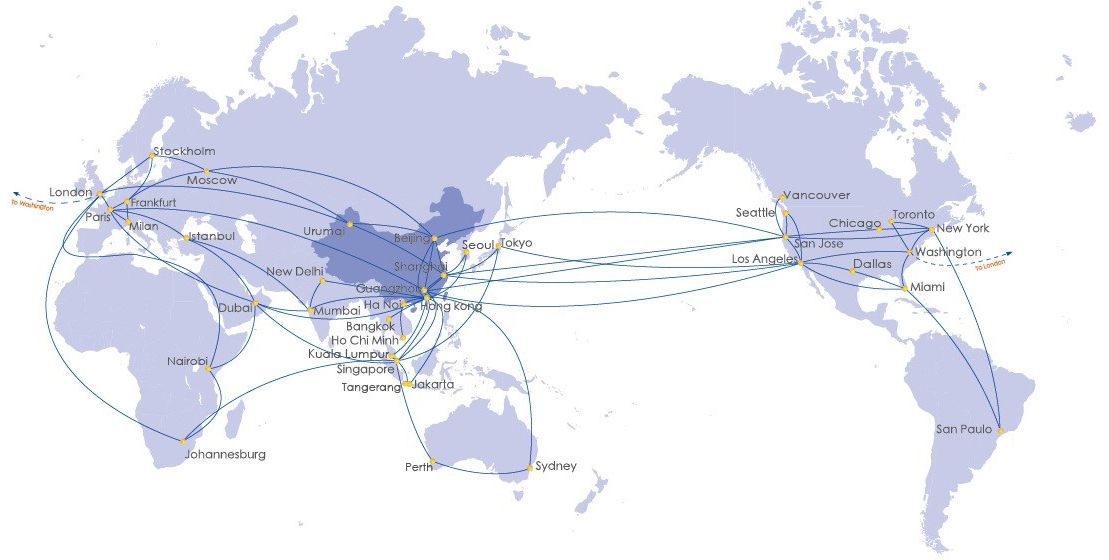 Stockholm
Moscow
London
To Washington
Frankfurt
Paris
Milan
Istanbul
Urumai
Beijing
Seoul
Tokyo
Shanghai
New Delhi
Guangzhou
Dubai
Mumbai
Ha Noi
Hong kong
Bangkok
Ho Chi Minh
Kuala Lumpur
Nairobi
Singapore
Tangerang
Jakarta
Johannesburg
Perth
Sydney
Vancouver
Seattle
Toronto
Chicago
New York
San Jose
Washington
Los Angeles
Dallas
To London
Miami
San Paulo